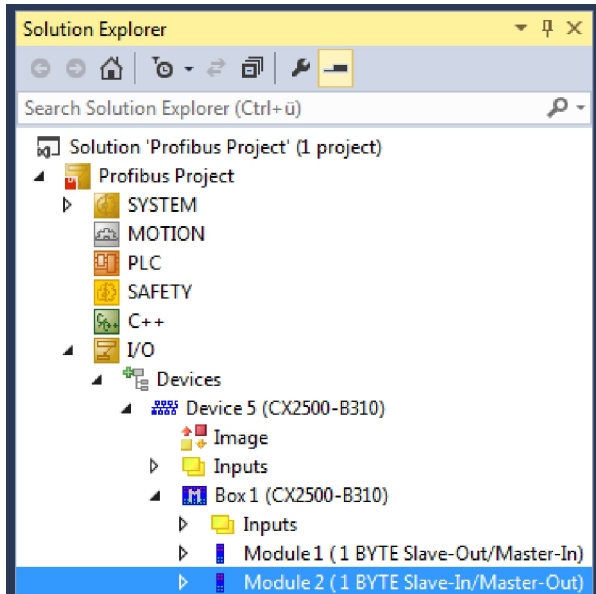 Solution Explorer
Search Solution Explorer (Ctrl+ü)
Solution 'Profibus Project' (1 project)
Profibus Project
SYSTEM
MOTION
PLC
SAFETY
C++
I/O
Devices
Device 5 (CX2500-B310)
Image
Inputs
Box 1 (CX2500-B310)
Inputs
Module 1 (1 BYTE Slave-Out/Master-In)
Module 2 (1 BYTE Slave-In/Master-Out)